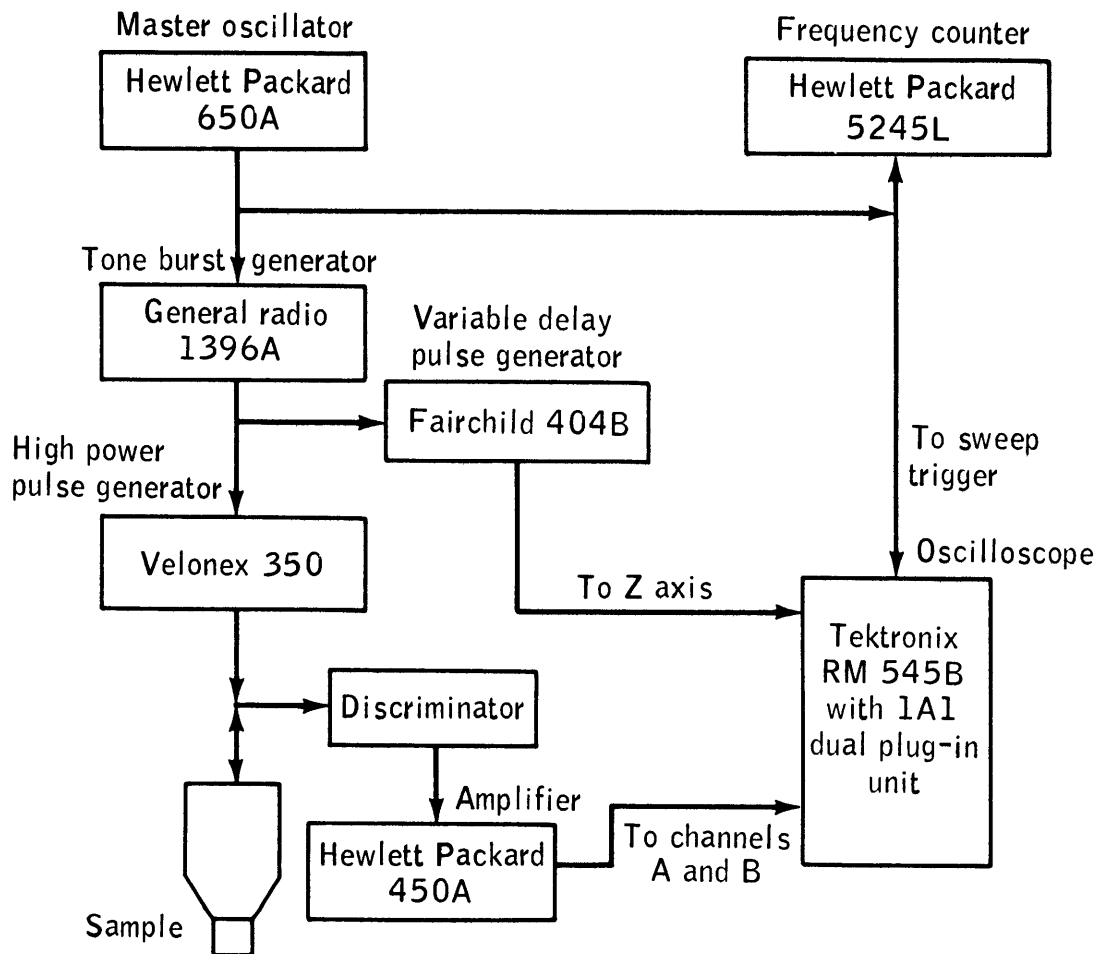 Master oscillator
Hewlett Packard
650A
Frequency counter
Hewlett Packard
5245L
Tone burst generator
General radio
1396A
Variable delay
pulse generator
Fairchild 404B
High power
pulse generator
Velonex 350
To sweep
trigger
Oscilloscope
To Z axis
Tektronix
RM 545B
with 1A1
dual plug-in
unit
Discriminator
Amplifier
Hewlett Packard
450A
To channels
A and B
Sample